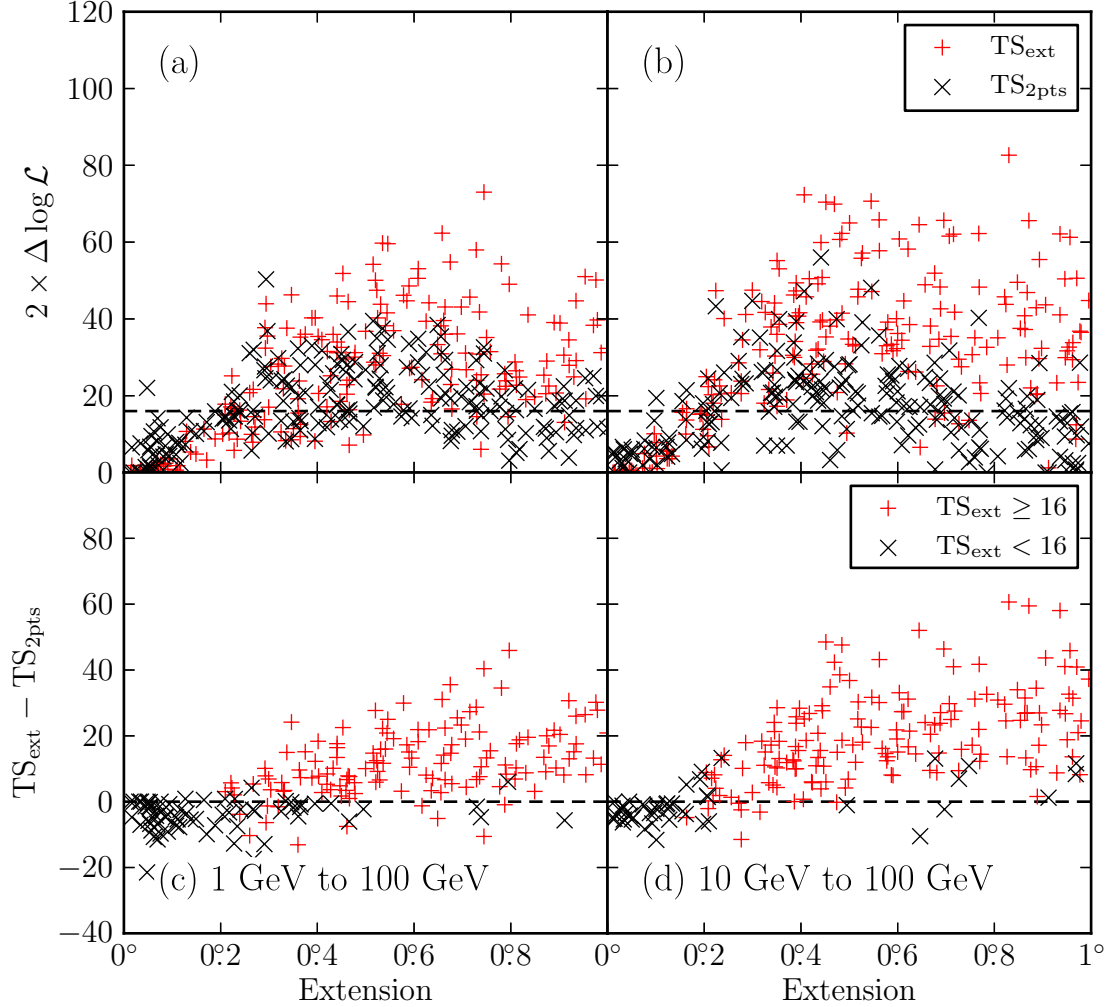 120
100
80
60
40
20
0
2 × Δ log ℒ
(a)
(b)
TS_ext
TS_2pts
80
60
40
20
0
−20
−40
TS_ext − TS_2pts
TS_ext ≥ 16
TS_ext < 16
(c) 1 GeV to 100 GeV
(d) 10 GeV to 100 GeV
0° 0°.2 0°.4 0°.6 0°.8 0° 0°.2 0°.4 0°.6 0°.8 1°
Extension
Extension